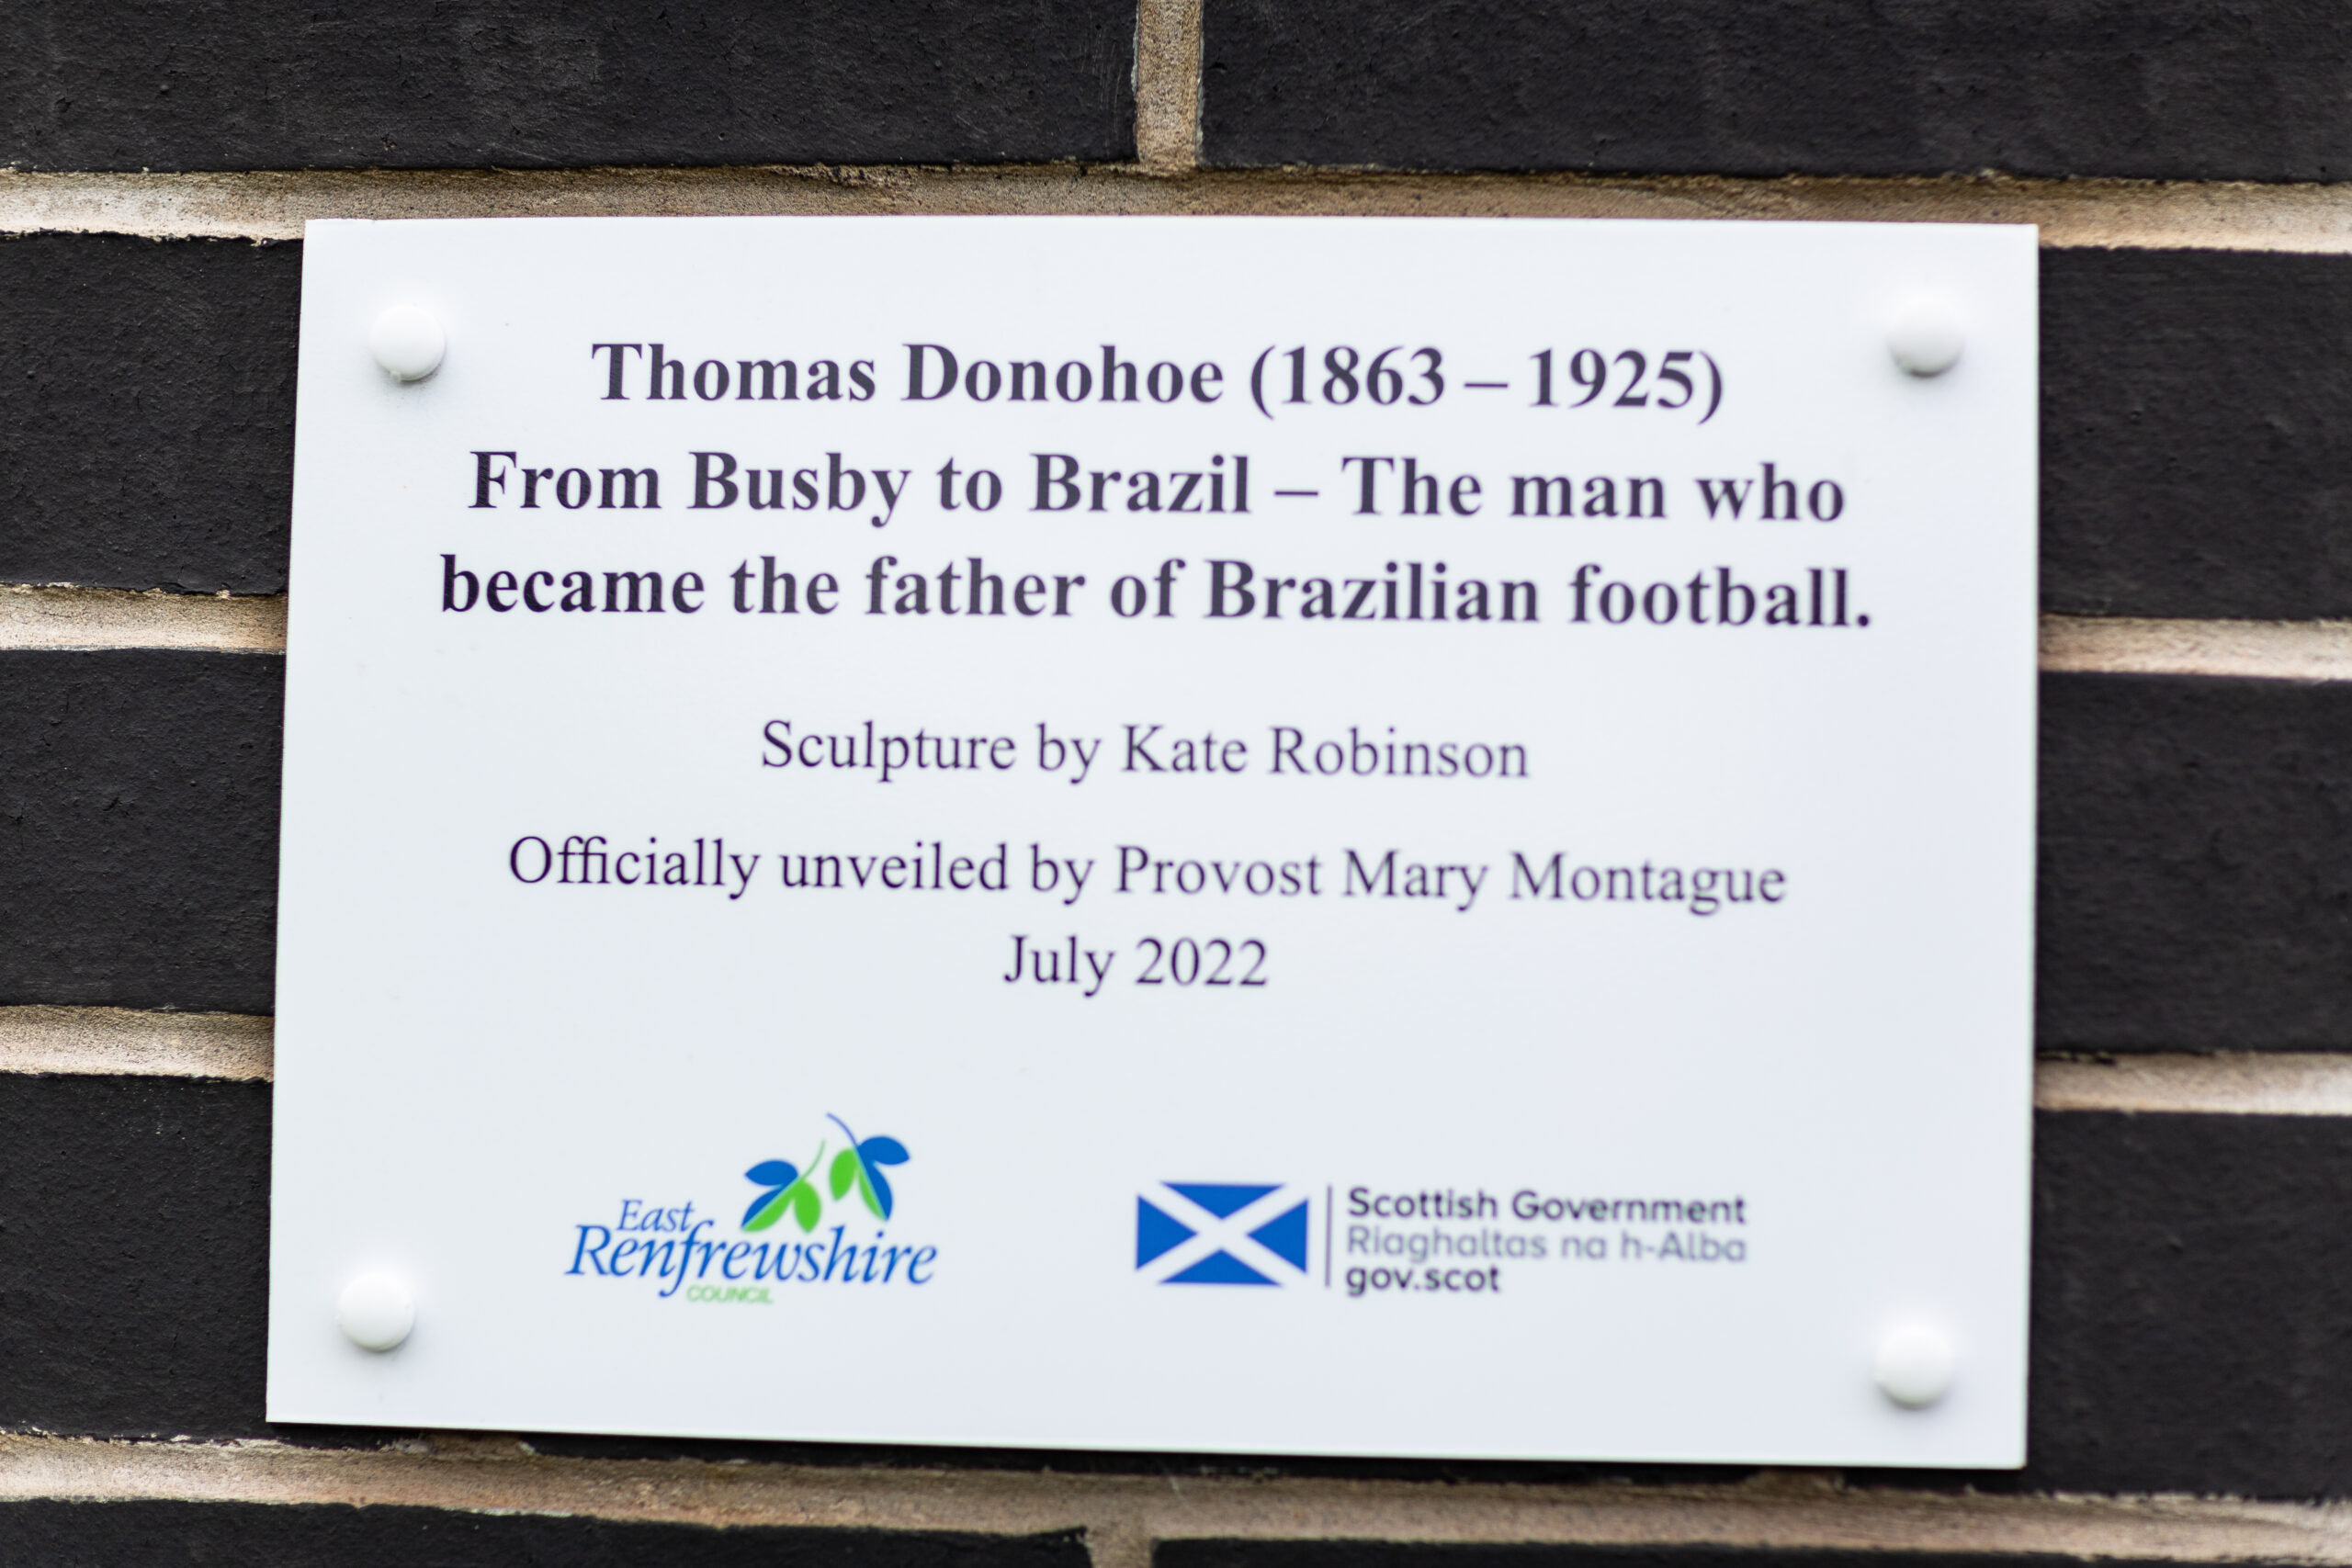 Thomas Donohoe (1863 – 1925)
From Busby to Brazil – The man who
became the father of Brazilian football.
Sculpture by Kate Robinson
Officially unveiled by Provost Mary Montague
July 2022
East
Renfrewshire
COUNCIL
Scottish Government
Riaghaltas na h-Alba
gov.scot